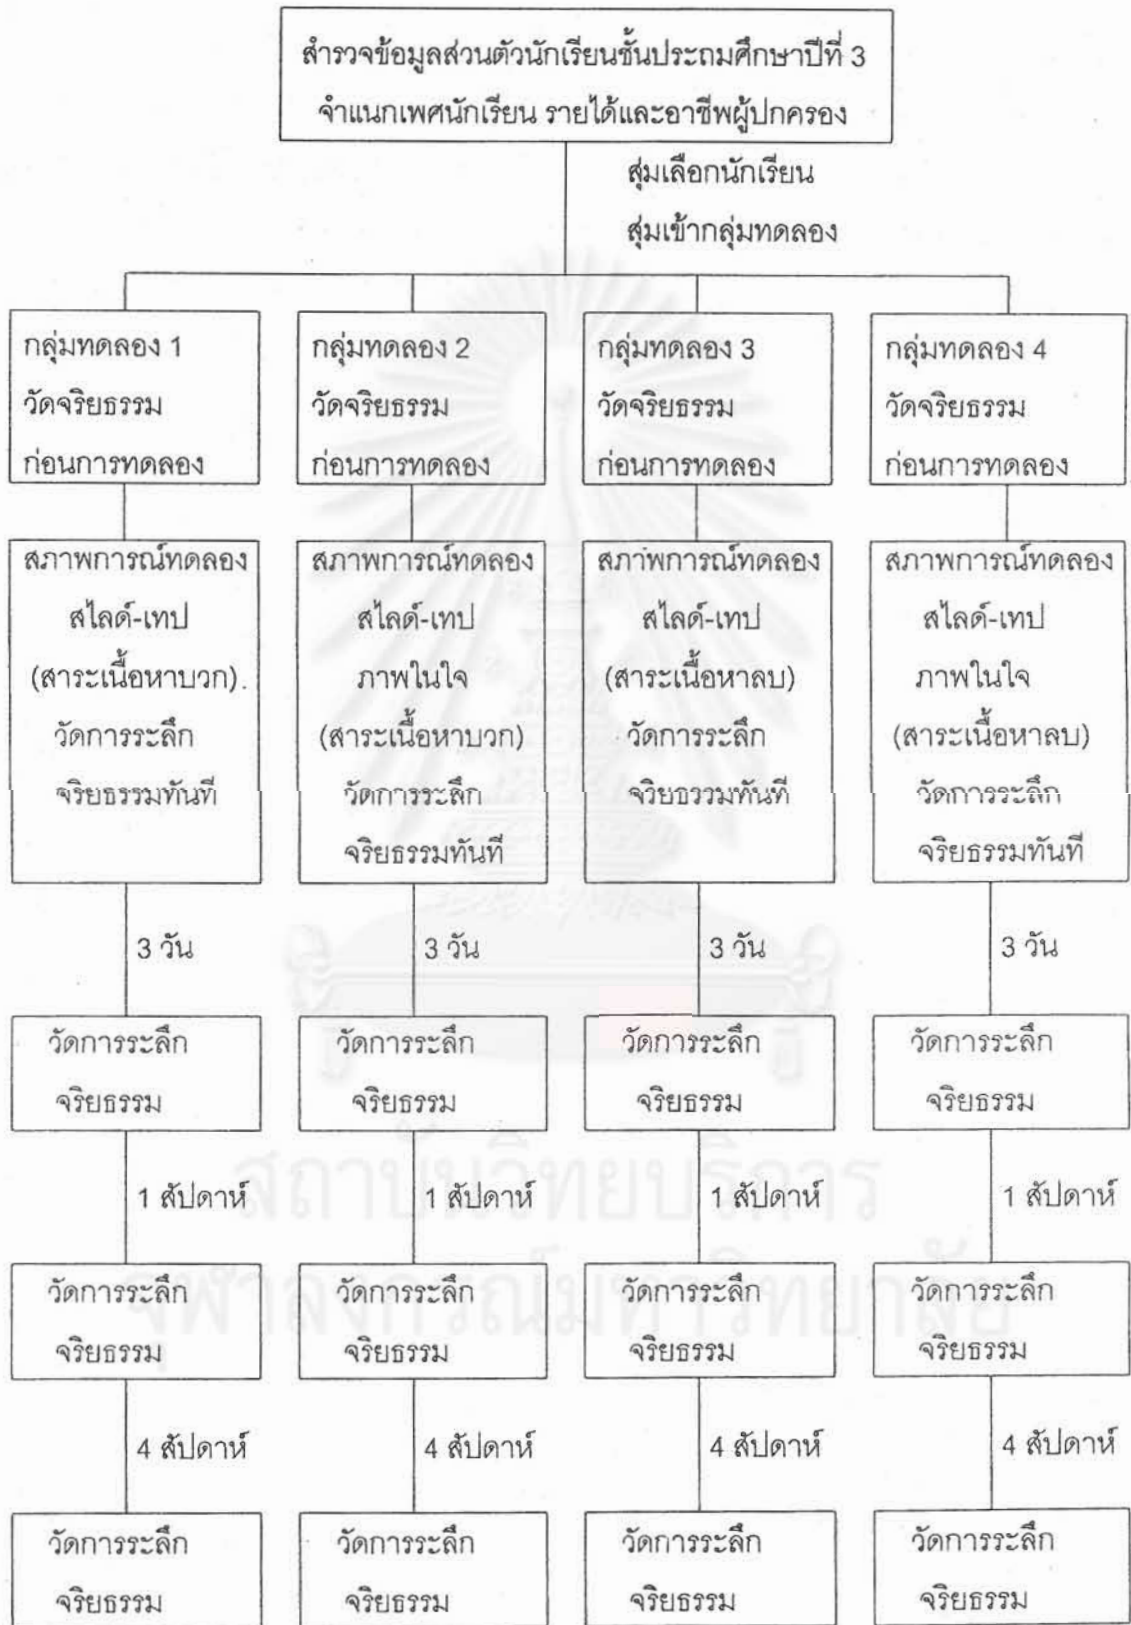 สำรวจข้อมูลส่วนตัวนักเรียนชั้นประถมศึกษาปีที่ 3
จำแนกเพศนักเรียน รายได้และอาชีพผู้ปกครอง
สุ่มเลือกนักเรียน
สุ่มเข้ากลุ่มทดลอง
กลุ่มทดลอง 1
วัดจริยธรรม
ก่อนการทดลอง
กลุ่มทดลอง 2
วัดจริยธรรม
ก่อนการทดลอง
กลุ่มทดลอง 3
วัดจริยธรรม
ก่อนการทดลอง
กลุ่มทดลอง 4
วัดจริยธรรม
ก่อนการทดลอง
สภาพการณ์ทดลอง
สไลด์-เทป
(สาระเนื้อหาบวก).
วัดการระลึก
จริยธรรมทันที
สภาพการณ์ทดลอง
สไลด์-เทป
ภาพในใจ
(สาระเนื้อหาบวก)
วัดการระลึก
จริยธรรมทันที
สภาพการณ์ทดลอง
สไลด์-เทป
(สาระเนื้อหาลบ)
วัดการระลึก
จริยธรรมทันที
สภาพการณ์ทดลอง
สไลด์-เทป
ภาพในใจ
(สาระเนื้อหาลบ)
วัดการระลึก
จริยธรรมทันที
3 วัน
3 วัน
3 วัน
3 วัน
วัดการระลึก
จริยธรรม
วัดการระลึก
จริยธรรม
วัดการระลึก
จริยธรรม
วัดการระลึก
จริยธรรม
1 สัปดาห์
1 สัปดาห์
1 สัปดาห์
1 สัปดาห์
วัดการระลึก
จริยธรรม
วัดการระลึก
จริยธรรม
วัดการระลึก
จริยธรรม
วัดการระลึก
จริยธรรม
4 สัปดาห์
4 สัปดาห์
4 สัปดาห์
4 สัปดาห์
วัดการระลึก
จริยธรรม
วัดการระลึก
จริยธรรม
วัดการระลึก
จริยธรรม
วัดการระลึก
จริยธรรม
สถาบันวิทยบริการ
จุฬาลงกรณ์มหาวิทยาลัย